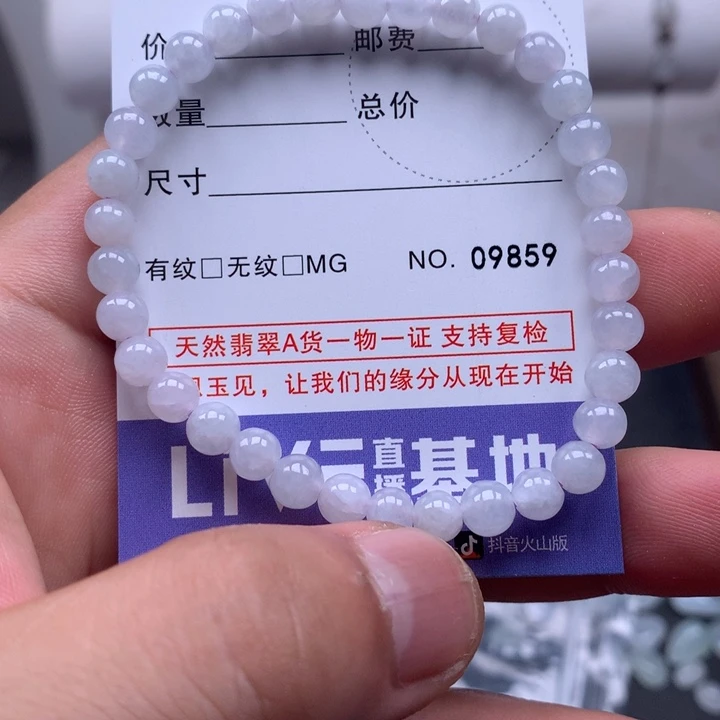 价 邮费
量 总价
尺寸
有纹□无纹□MG NO. 09859
天然翡翠A货一物一证 支持复检
玉见，让我们的缘分从现在开始
LIVE 直播 基地
抖音火山版